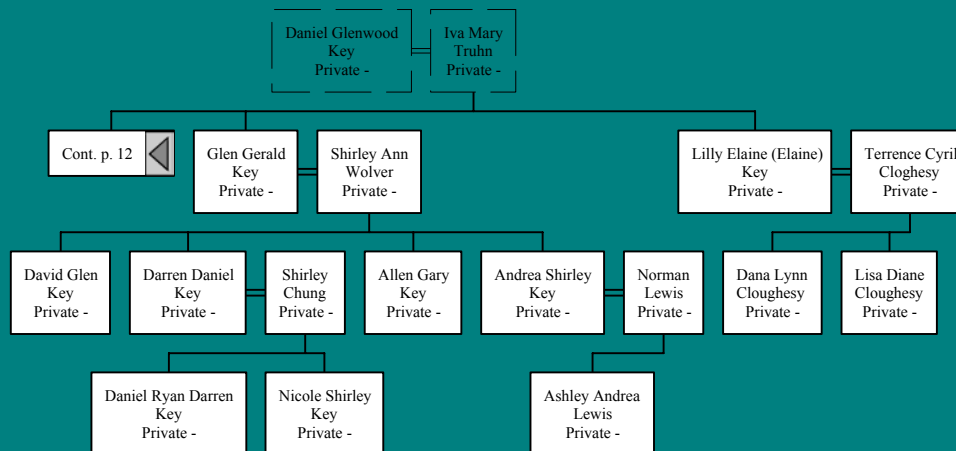 Daniel Glenwood
Key
Private -
Iva Mary
Truhn
Private -
Cont. p. 12
Glen Gerald
Key
Private -
Shirley Ann
Wolver
Private -
Lilly Elaine (Elaine)
Key
Private -
Terrence Cyril
Cloghesy
Private -
David Glen
Key
Private -
Darren Daniel
Key
Private -
Shirley
Chung
Private -
Allen Gary
Key
Private -
Andrea Shirley
Key
Private -
Norman
Lewis
Private -
Dana Lynn
Cloughesy
Private -
Lisa Diane
Cloughesy
Private -
Daniel Ryan Darren
Key
Private -
Nicole Shirley
Key
Private -
Ashley Andrea
Lewis
Private -